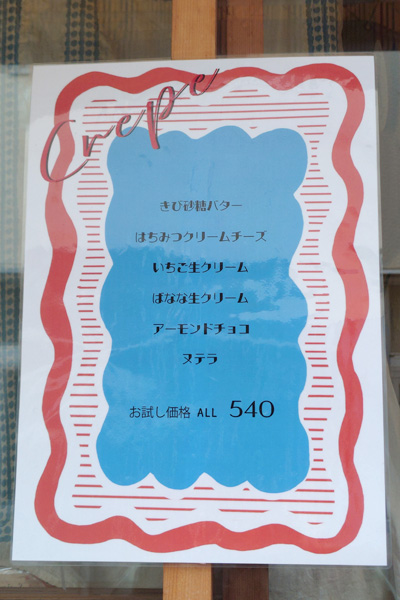 Crepe
きび砂糖バター
はちみつクリームチーズ
いちご生クリーム
ばなな生クリーム
アーモンドチョコ
ヌテラ
お試し価格 ALL 540